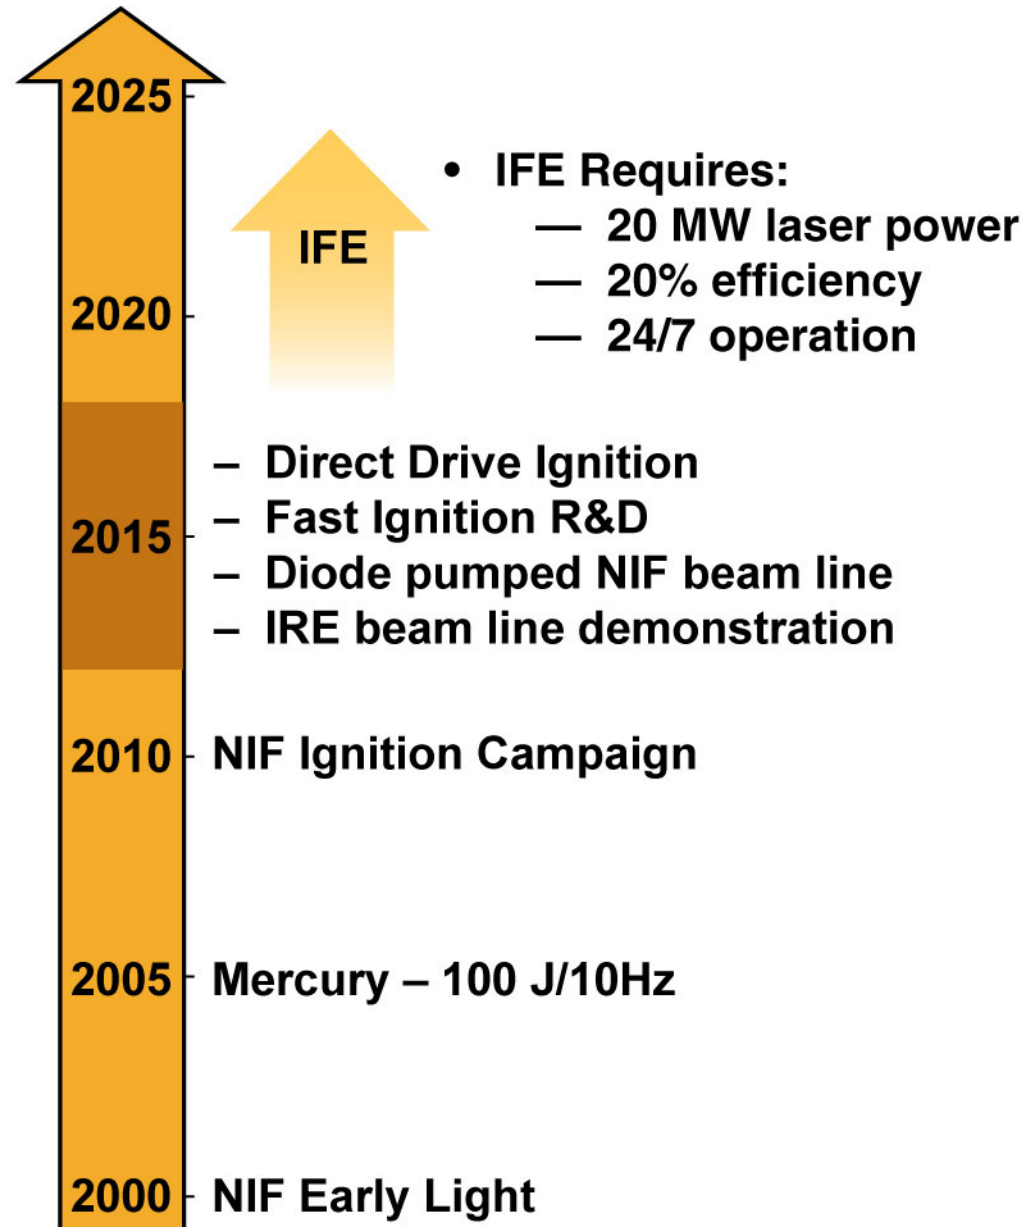 2025
IFE
• IFE Requires:
— 20 MW laser power
— 20% efficiency
— 24/7 operation
2020
– Direct Drive Ignition
– Fast Ignition R&D
2015
– Diode pumped NIF beam line
– IRE beam line demonstration
2010 NIF Ignition Campaign
2005 Mercury – 100 J/10Hz
2000 NIF Early Light